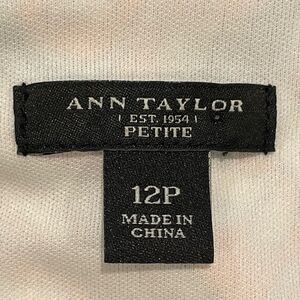 ANN TAYLOR
| EST. 1954 |
PETITE
12P
MADE IN
CHINA